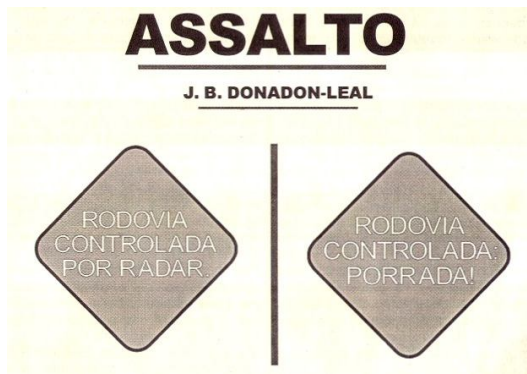 ASSALTO
J. B. DONADON-LEAL
RODOVIA
CONTROLADA
POR RADAR.
RODOVIA
CONTROLADA:
PORRADA!